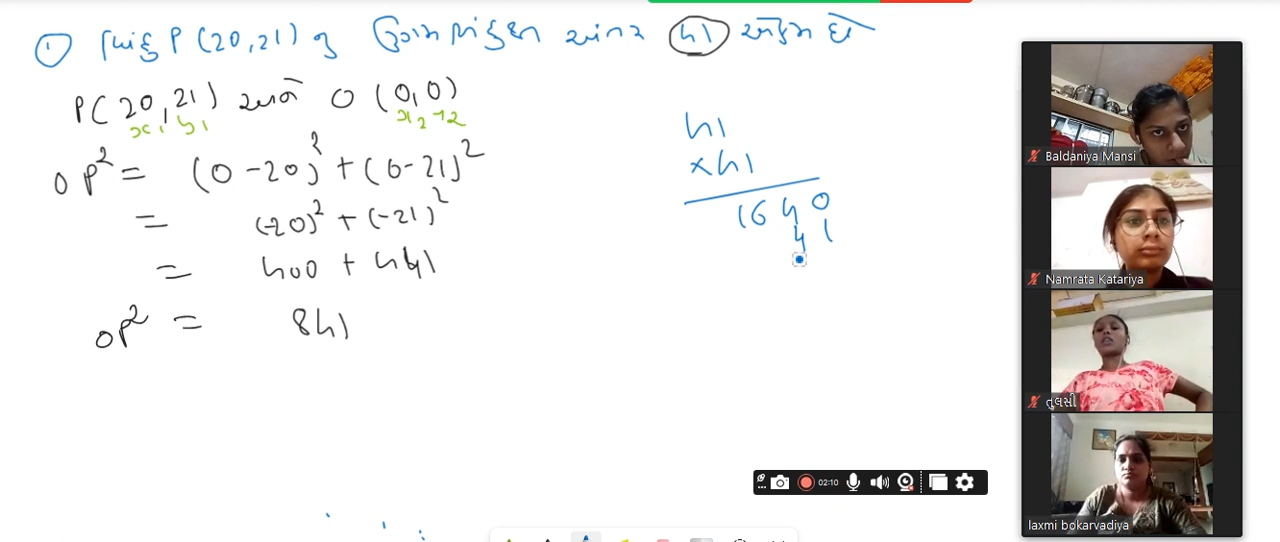 ① બિંદુ P (20,21) નું અંતર 41 એકમ છે
P(20,21) અને O (0,0)
x1 y1 x2 y2
OP² = (0-20)² + (0-21)²
= (-20)² + (-21)²
= 400 + 441
OP² = 841
41
×41
1640
41
02:10
Baldaniya Mansi
Namrata Katariya
તુલસી
laxmi bokarvadiya